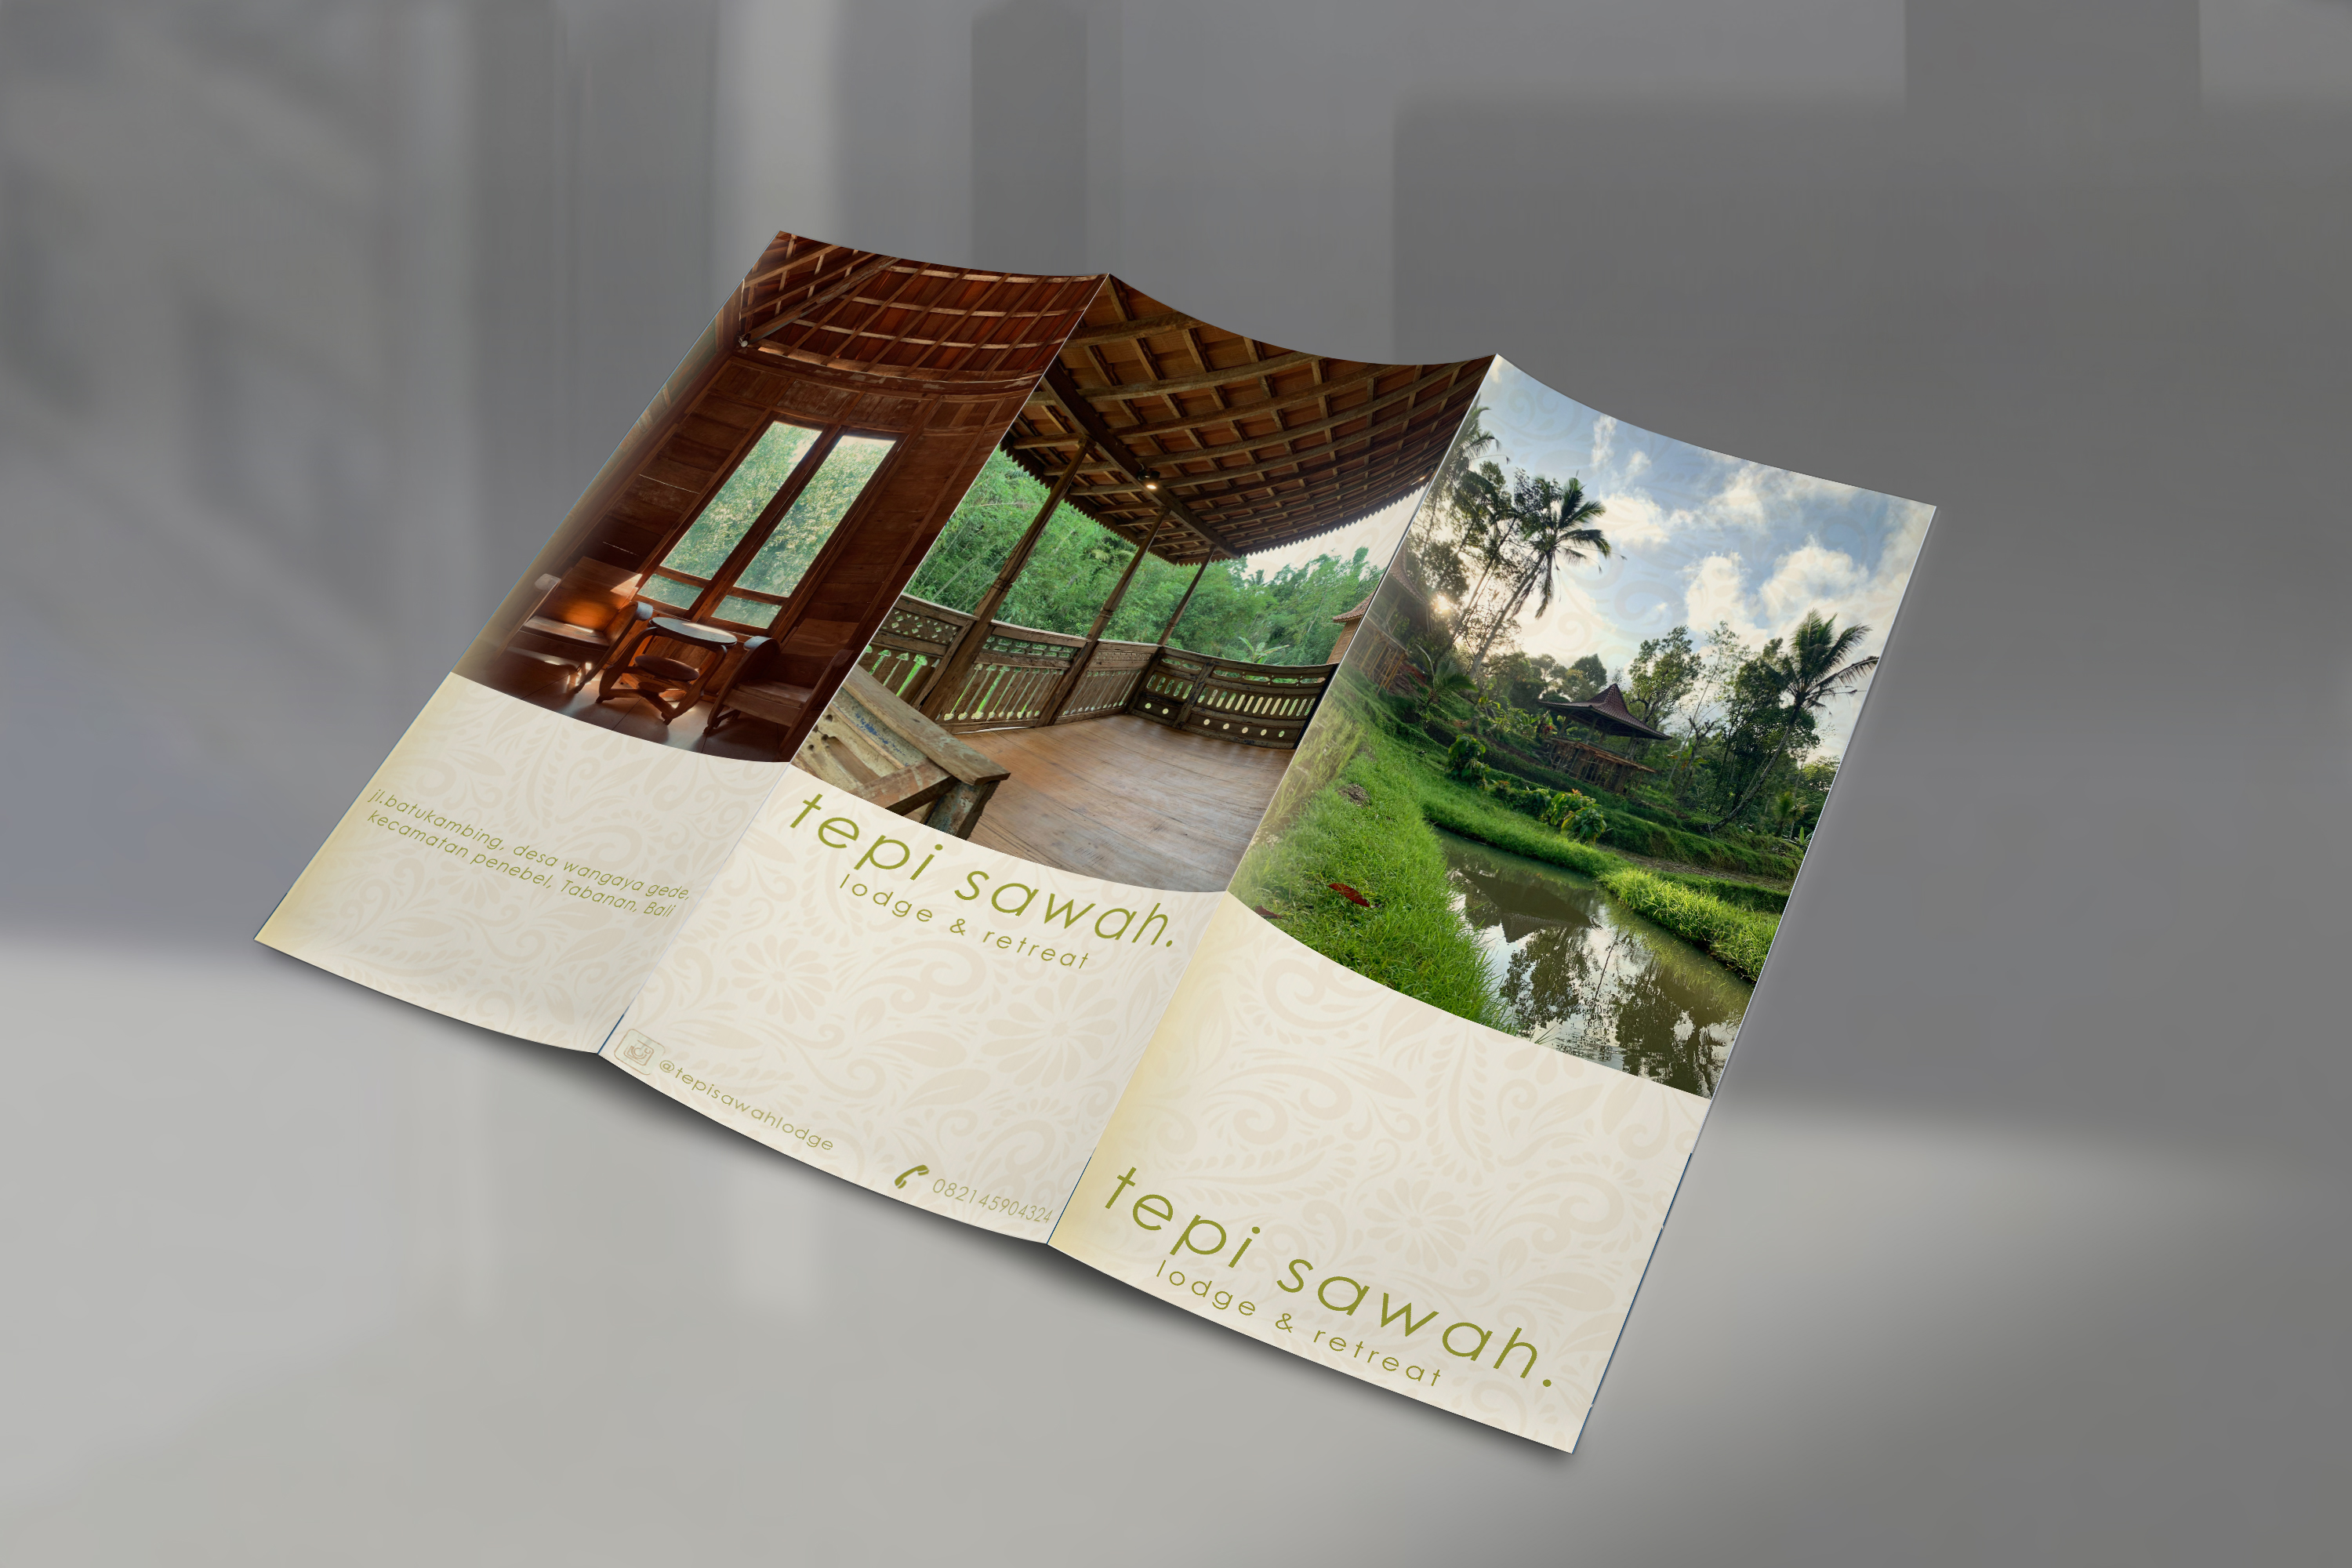 jl.batukambing, desa wangaya gede,
kecamatan penebel, Tabanan, Bali
tepi sawah.
lodge & retreat
@tepisawahlodge
082145904324
tepi sawah.
lodge & retreat